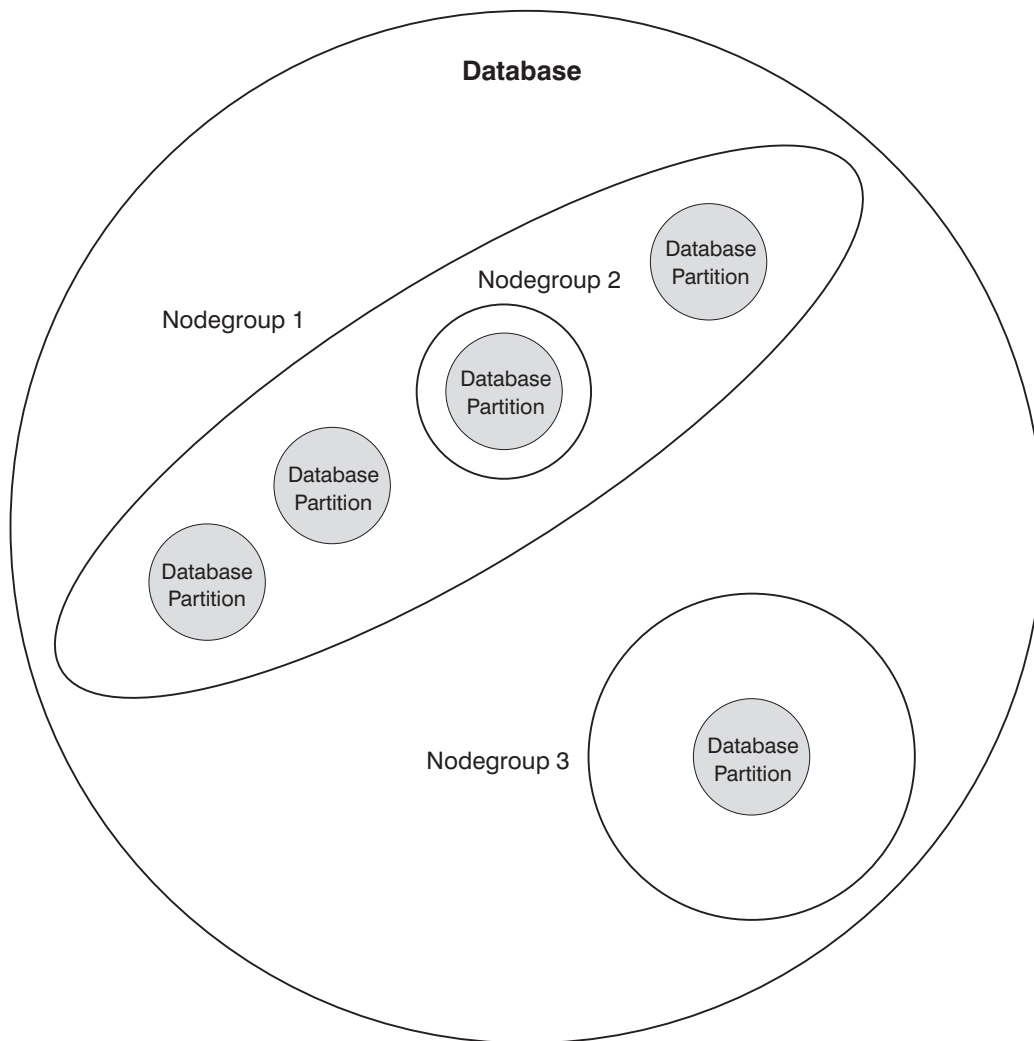 Database
Database
Partition
Nodegroup 2
Nodegroup 1
Database
Partition
Database
Partition
Database
Partition
Nodegroup 3
Database
Partition